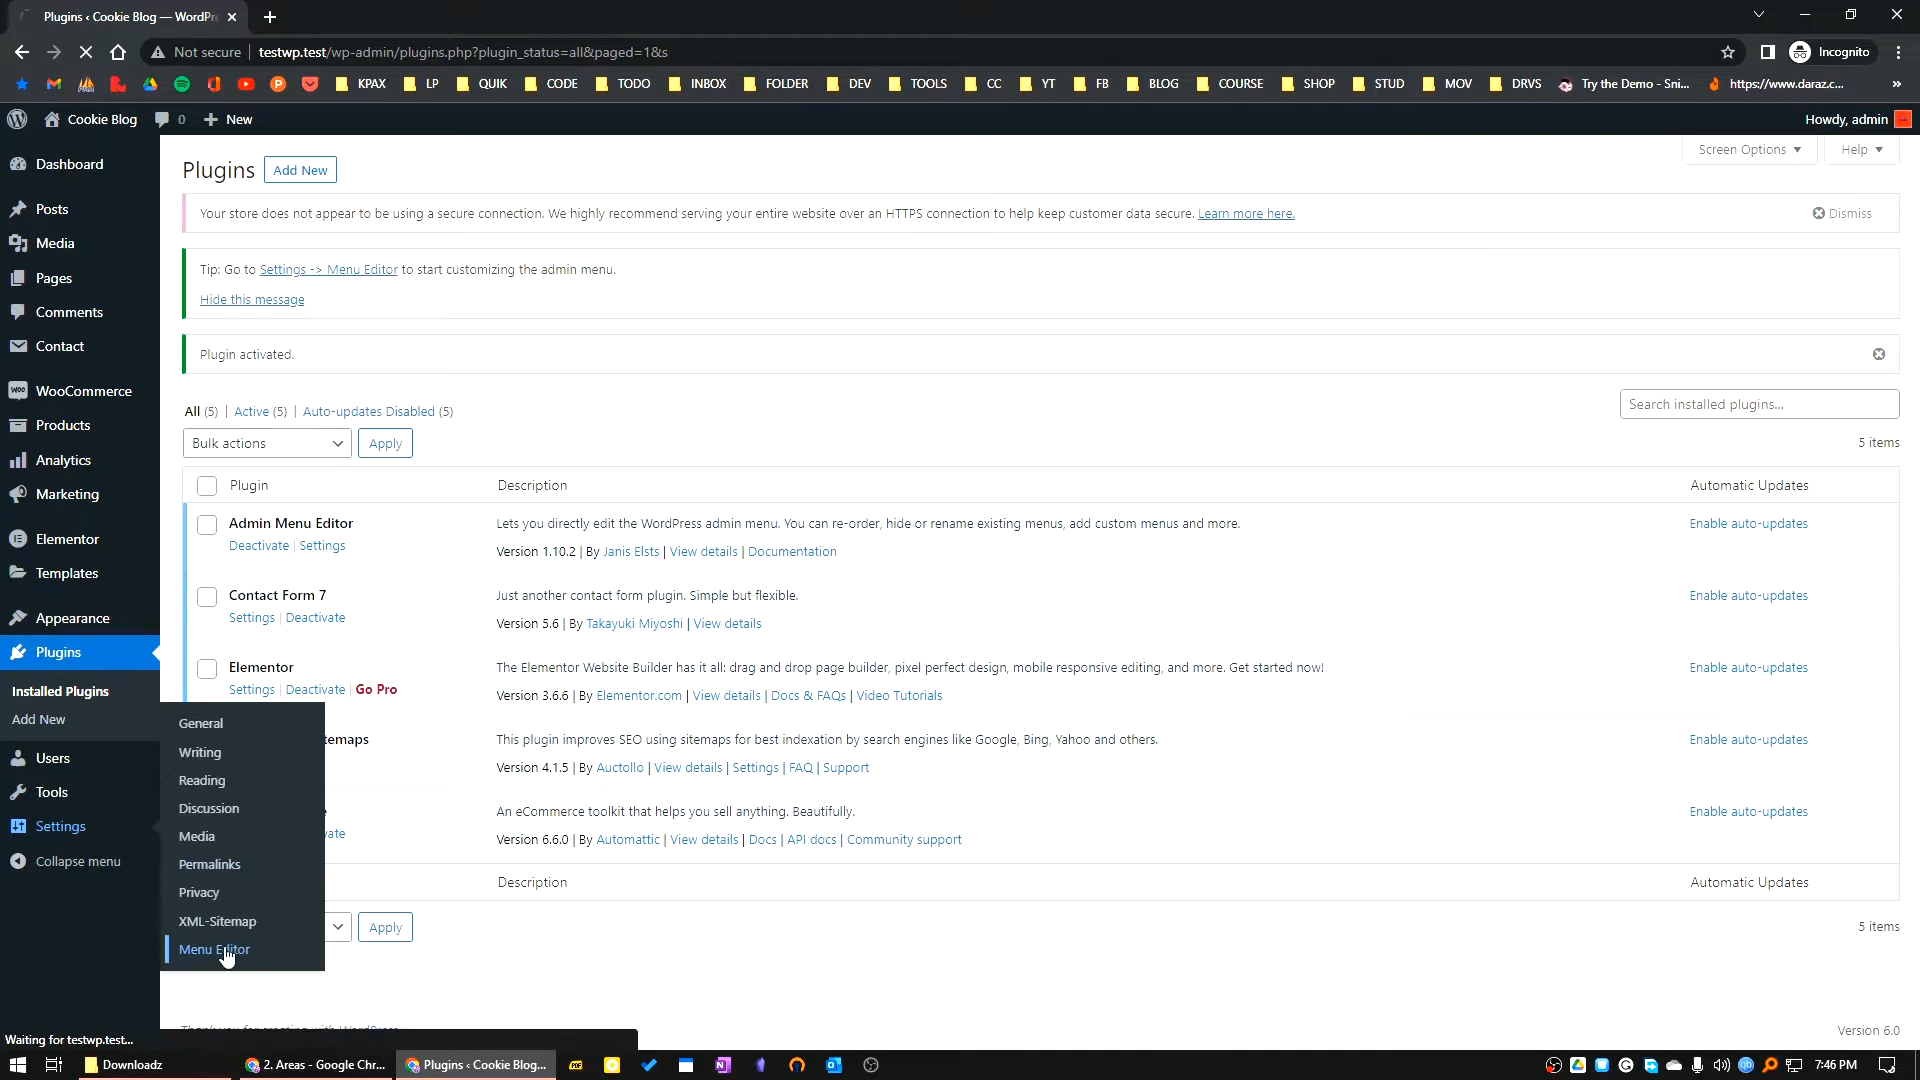 Plugins ‹ Cookie Blog — WordPre
Not secure testwp.test/wp-admin/plugins.php?plugin_status=all&paged=1&s
Incognito
KPAX LP QUIK CODE TODO INBOX FOLDER DEV TOOLS CC YT FB BLOG COURSE SHOP STUD MOV DRVS Try the Demo - Sni... https://www.daraz.c... »
Cookie Blog 0 + New
Howdy, admin
Dashboard
Posts
Media
Pages
Comments
Contact
WooCommerce
Products
Analytics
Marketing
Elementor
Templates
Appearance
Plugins
Installed Plugins
Add New
Users
Tools
Settings
Collapse menu
Screen Options ▼ Help ▼
Plugins Add New
Your store does not appear to be using a secure connection. We highly recommend serving your entire website over an HTTPS connection to help keep customer data secure. Learn more here.
Dismiss
Tip: Go to Settings -> Menu Editor to start customizing the admin menu.
Hide this message
Plugin activated.
All (5) | Active (5) | Auto-updates Disabled (5)
Search installed plugins...
Bulk actions Apply
5 items
Plugin Description Automatic Updates
Admin Menu Editor
Deactivate | Settings
Lets you directly edit the WordPress admin menu. You can re-order, hide or rename existing menus, add custom menus and more.
Version 1.10.2 | By Janis Elsts | View details | Documentation
Enable auto-updates
Contact Form 7
Settings | Deactivate
Just another contact form plugin. Simple but flexible.
Version 5.6 | By Takayuki Miyoshi | View details
Enable auto-updates
Elementor
Settings | Deactivate | Go Pro
The Elementor Website Builder has it all: drag and drop page builder, pixel perfect design, mobile responsive editing, and more. Get started now!
Version 3.6.6 | By Elementor.com | View details | Docs & FAQs | Video Tutorials
Enable auto-updates
temaps
This plugin improves SEO using sitemaps for best indexation by search engines like Google, Bing, Yahoo and others.
Version 4.1.5 | By Auctollo | View details | Settings | FAQ | Support
Enable auto-updates
e
vate
An eCommerce toolkit that helps you sell anything. Beautifully.
Version 6.6.0 | By Automattic | View details | Docs | API docs | Community support
Enable auto-updates
Description Automatic Updates
Apply
5 items
General
Writing
Reading
Discussion
Media
Permalinks
Privacy
XML-Sitemap
Menu Editor
Thank you for creating with WordPress
Version 6.0
Waiting for testwp.test...
Downloadz 2. Areas - Google Chr... Plugins ‹ Cookie Blog... 7:46 PM